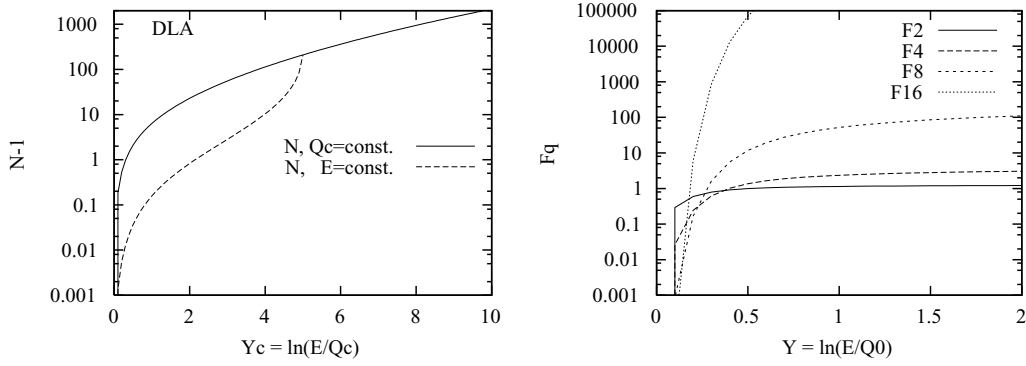 DLA
1000
100
10
1
0.1
0.01
0.001
N-1
N, Qc=const.
N, E=const.
0 2 4 6 8 10
Yc = ln(E/Qc)
100000
10000
1000
100
10
1
0.1
0.01
0.001
Fq
F2
F4
F8
F16
0 0.5 1 1.5 2
Y = ln(E/Q0)